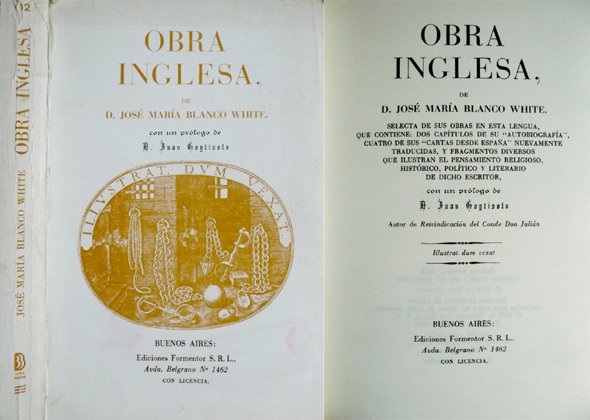 12
OBRA INGLESA
JOSÉ MARÍA BLANCO WHITE
OBRA
INGLESA,
DE
D. JOSÉ MARÍA BLANCO WHITE.
con un prólogo de
D. Juan Goytisolo
ILLUSTRAT, DVM VEXAT
BUENOS AIRES:
Ediciones Formentor S. R. L.,
Avda. Belgrano Nº 1462
CON LICENCIA.
OBRA
INGLESA,
DE
D. JOSÉ MARÍA BLANCO WHITE.
SELECTA DE SUS OBRAS EN ESTA LENGUA,
QUE CONTIENE: DOS CAPÍTULOS DE SU "AUTOBIOGRAFÍA",
CUATRO DE SUS "CARTAS DESDE ESPAÑA" NUEVAMENTE
TRADUCIDAS, Y FRAGMENTOS DIVERSOS
QUE ILUSTRAN EL PENSAMIENTO RELIGIOSO,
HISTÓRICO, POLÍTICO Y LITERARIO
DE DICHO ESCRITOR,
con un prólogo de
D. Juan Goytisolo
Autor de Reivindicación del Conde Don Julián
Illustrat dum vexat
BUENOS AIRES:
Ediciones Formentor S. R. L.,
Avda. Belgrano Nº 1462
CON LICENCIA.